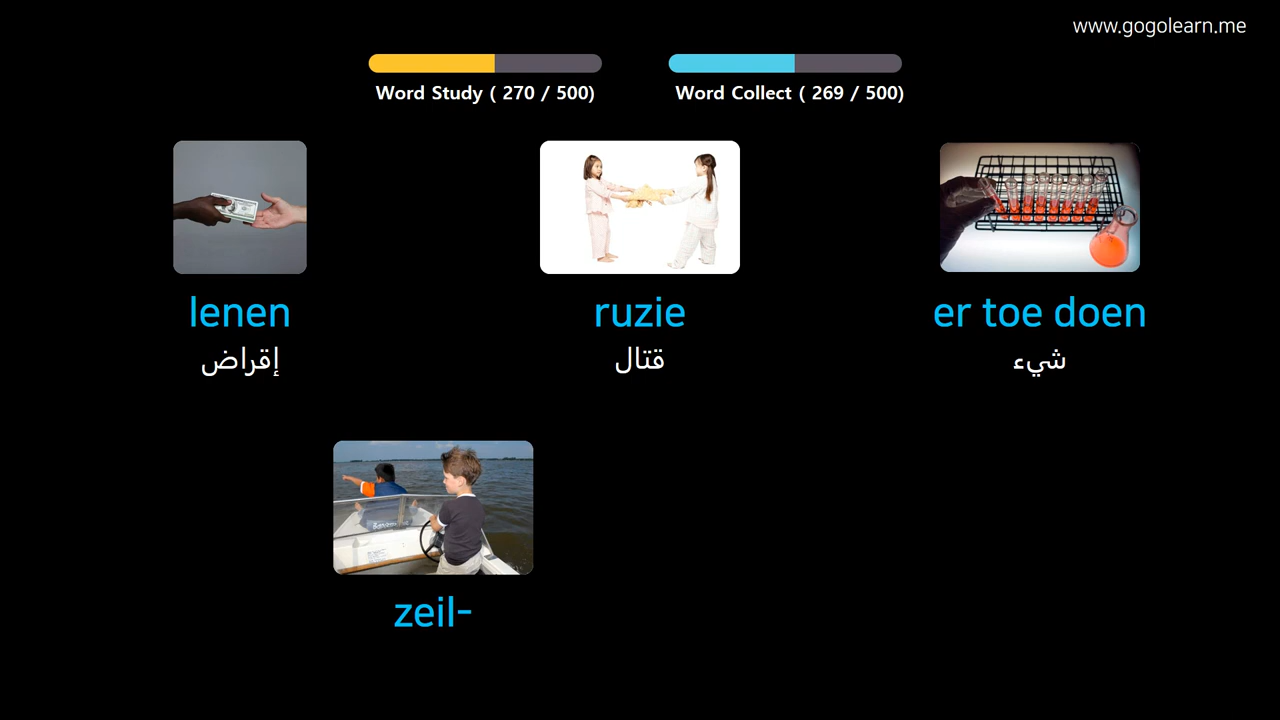 www.gogolearn.me
Word Study ( 270 / 500)
Word Collect ( 269 / 500)
lenen
إقراض
ruzie
قتال
er toe doen
شيء
zeil-